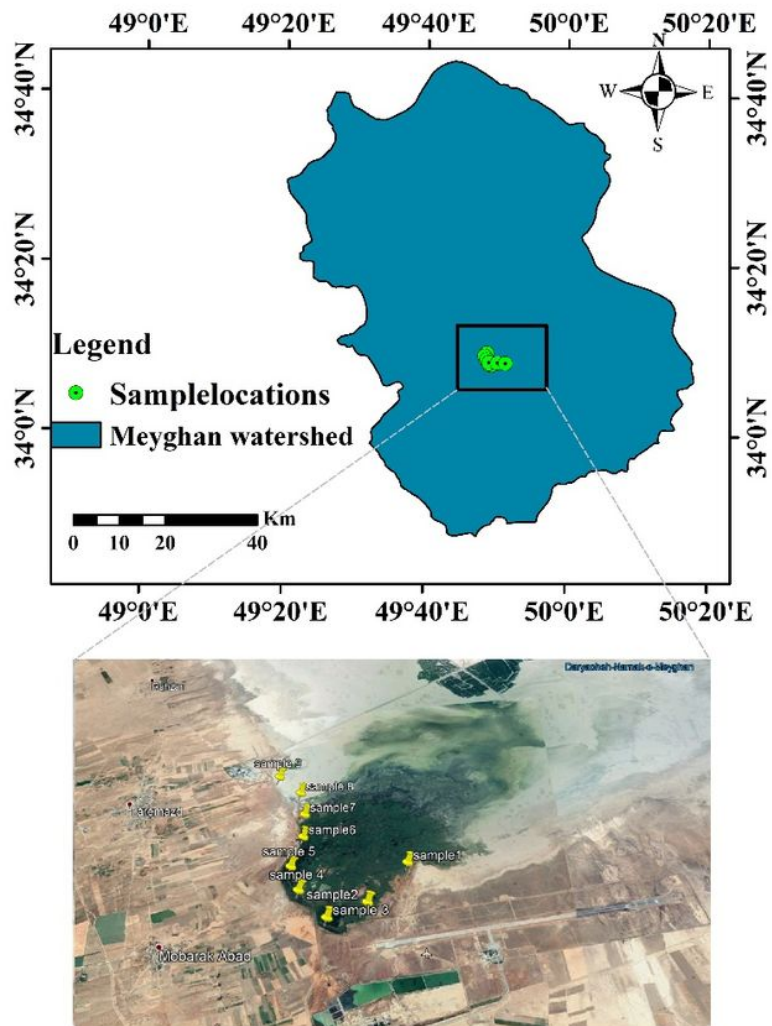 49°0'E 49°20'E 49°40'E 50°0'E 50°20'E
N
W E
S
34°40'N 34°40'N
34°20'N 34°20'N
34°0'N 34°0'N
Legend
Samplelocations
Meyghan watershed
Km
0 10 20 40
49°0'E 49°20'E 49°40'E 50°0'E 50°20'E
Daryacheh-Namak-e-Meyghan
sample 9
sample 8
sample7
sample6
sample 5
sample1
sample 4
sample2
sample 3
Mobarak Abad